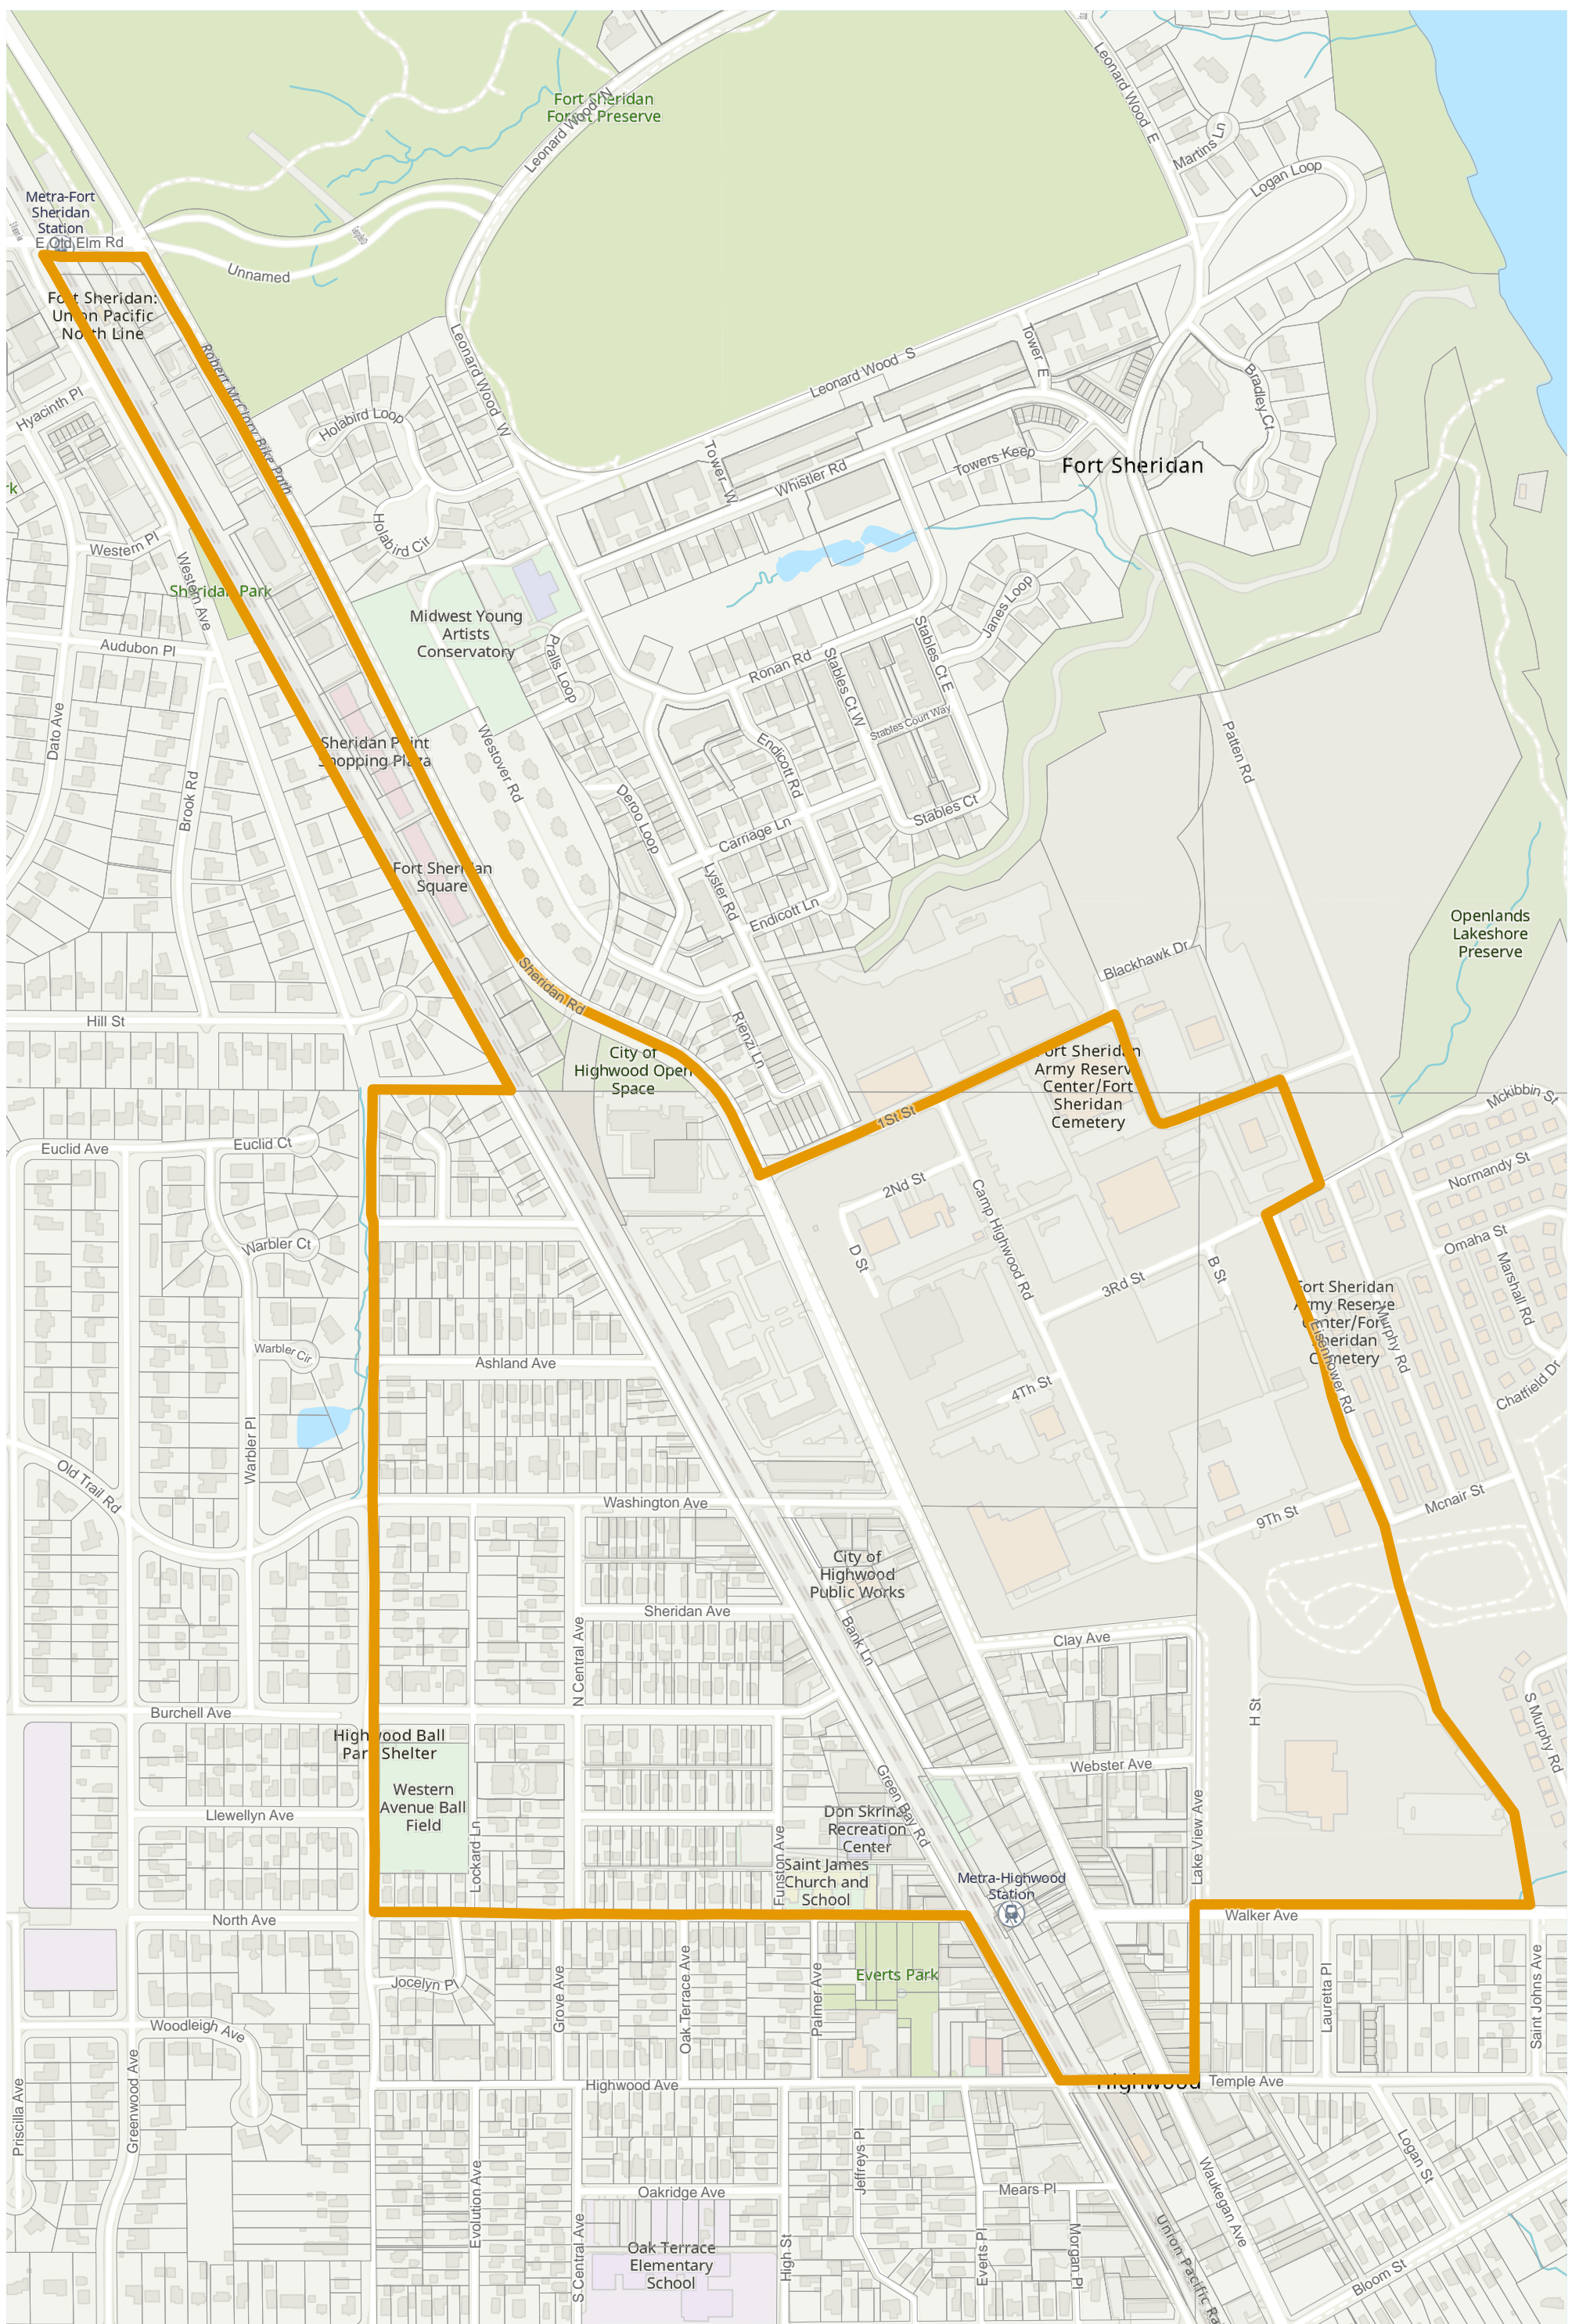 Leonard Wood E
Martins Ln
Logan Loop
Fort Sheridan
Forest Preserve
Leonard Wood N
Metra-Fort
Sheridan
Station
E Old Elm Rd
Unnamed
Fort Sheridan:
Union Pacific
North Line
Robert McClory Bike Path
Leonard Wood W
Leonard Wood S
Tower E
Bradley Ct
Hyacinth Pl
Holabird Loop
Tower W
Whistler Rd
Towers Keep
Fort Sheridan
rk
Holabird Cir
Western Pl
Western Ave
Sheridan Park
Audubon Pl
Midwest Young
Artists
Conservatory
Pralls Loop
Janes Loop
Stables Ct E
Ronan Rd
Stables Ct W
Stables Court Way
Dato Ave
Sheridan Point
Shopping Plaza
Westover Rd
Endicott Rd
Patten Rd
Brook Rd
Deroo Loop
Carriage Ln
Stables Ct
Fort Sheridan
Square
Lyster Rd
Endicott Ln
Openlands
Lakeshore
Preserve
Blackhawk Dr
Sheridan Rd
Hill St
Rienzi Ln
City of
Highwood Open
Space
Fort Sheridan
Army Reserve
Center/Fort
Sheridan
Cemetery
1St St
Mckibbin St
Euclid Ave
Euclid Ct
2Nd St
Camp Highwood Rd
Normandy St
Warbler Ct
D St
Omaha St
Marshall Rd
B St
3Rd St
Fort Sheridan
Army Reserve
Center/Fort
Sheridan
Cemetery
Murphy Rd
Eisenhower Rd
Warbler Cir
Ashland Ave
4Th St
Chatfield Dr
Warbler Pl
Old Trail Rd
Washington Ave
Mcnair St
9Th St
City of
Highwood
Public Works
Sheridan Ave
Bank Ln
Clay Ave
N Central Ave
Burchell Ave
H St
S Murphy Rd
Highwood Ball
Park Shelter
Webster Ave
Western
Avenue Ball
Field
Green Bay Rd
Llewellyn Ave
Don Skrinar
Recreation
Center
Lake View Ave
Lockard Ln
Funston Ave
Saint James
Church and
School
Metra-Highwood
Station
North Ave
Walker Ave
Jocelyn Pl
Grove Ave
Oak Terrace Ave
Palmer Ave
Everts Park
Lauretta Pl
Saint Johns Ave
Woodleigh Ave
Priscilla Ave
Greenwood Ave
Highwood Ave
Highwood
Temple Ave
Evolution Ave
Jeffreys Pl
Waukegan Ave
Logan St
Oakridge Ave
Mears Pl
S Central Ave
Oak Terrace
Elementary
School
High St
Everts Pl
Morgan Pl
Union Pacific Ra
Bloom St